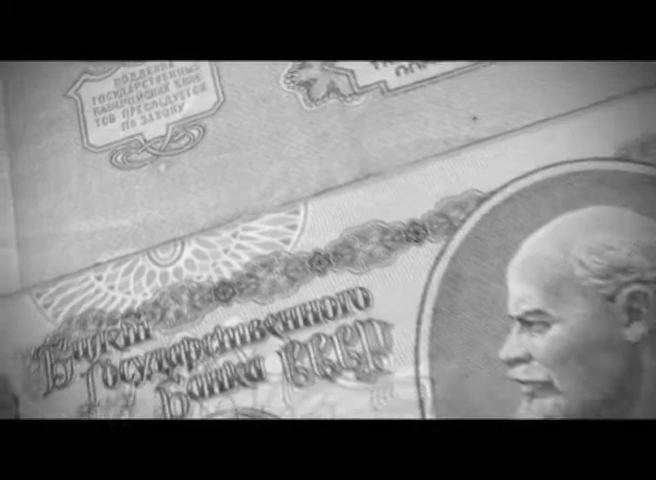 ПОДДЕЛКА
ГОСУДАРСТВЕННЫХ
КАЗНАЧЕЙСКИХ БИЛЕ
ТОВ ПРЕСЛЕДУЕТСЯ
ПО ЗАКОНУ
Билет
Государственного
Банка СССР